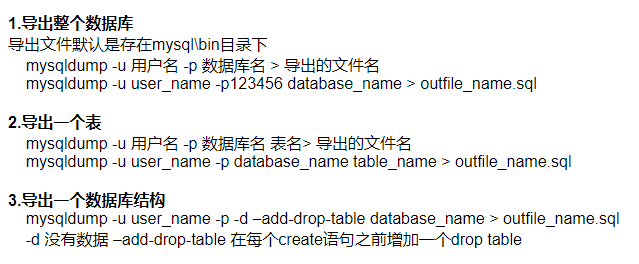 1.导出整个数据库
导出文件默认是存在mysql\bin目录下
mysqldump -u 用户名 -p 数据库名 > 导出的文件名
mysqldump -u user_name -p123456 database_name > outfile_name.sql
2.导出一个表
mysqldump -u 用户名 -p 数据库名 表名> 导出的文件名
mysqldump -u user_name -p database_name table_name > outfile_name.sql
3.导出一个数据库结构
mysqldump -u user_name -p -d –add-drop-table database_name > outfile_name.sql
-d 没有数据 –add-drop-table 在每个create语句之前增加一个drop table